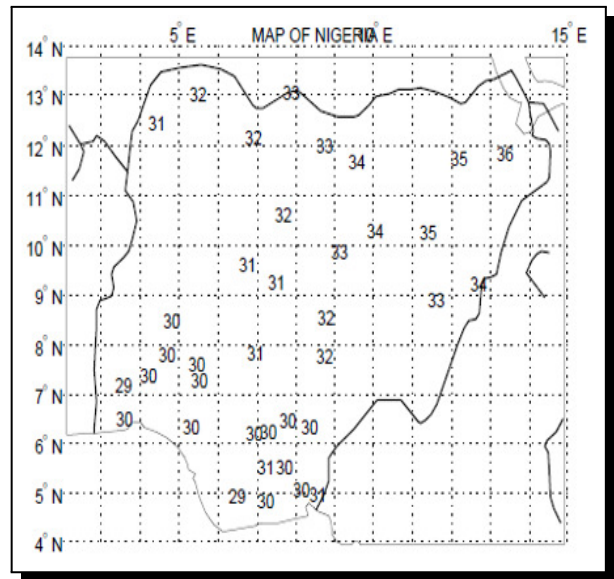 5° E MAP OF NIGERIA 10° E 15° E
14° N
13° N 32 33
31
12° N 32 33 34 35 36
11° N
32
34 35
10° N 33
31 31 34
9° N 33
30 32
8° N 30 31 32
30 30 30
7° N 29
30 30 30
6° N 30 30 30
31 30
5° N 29 30 30 31
4° N